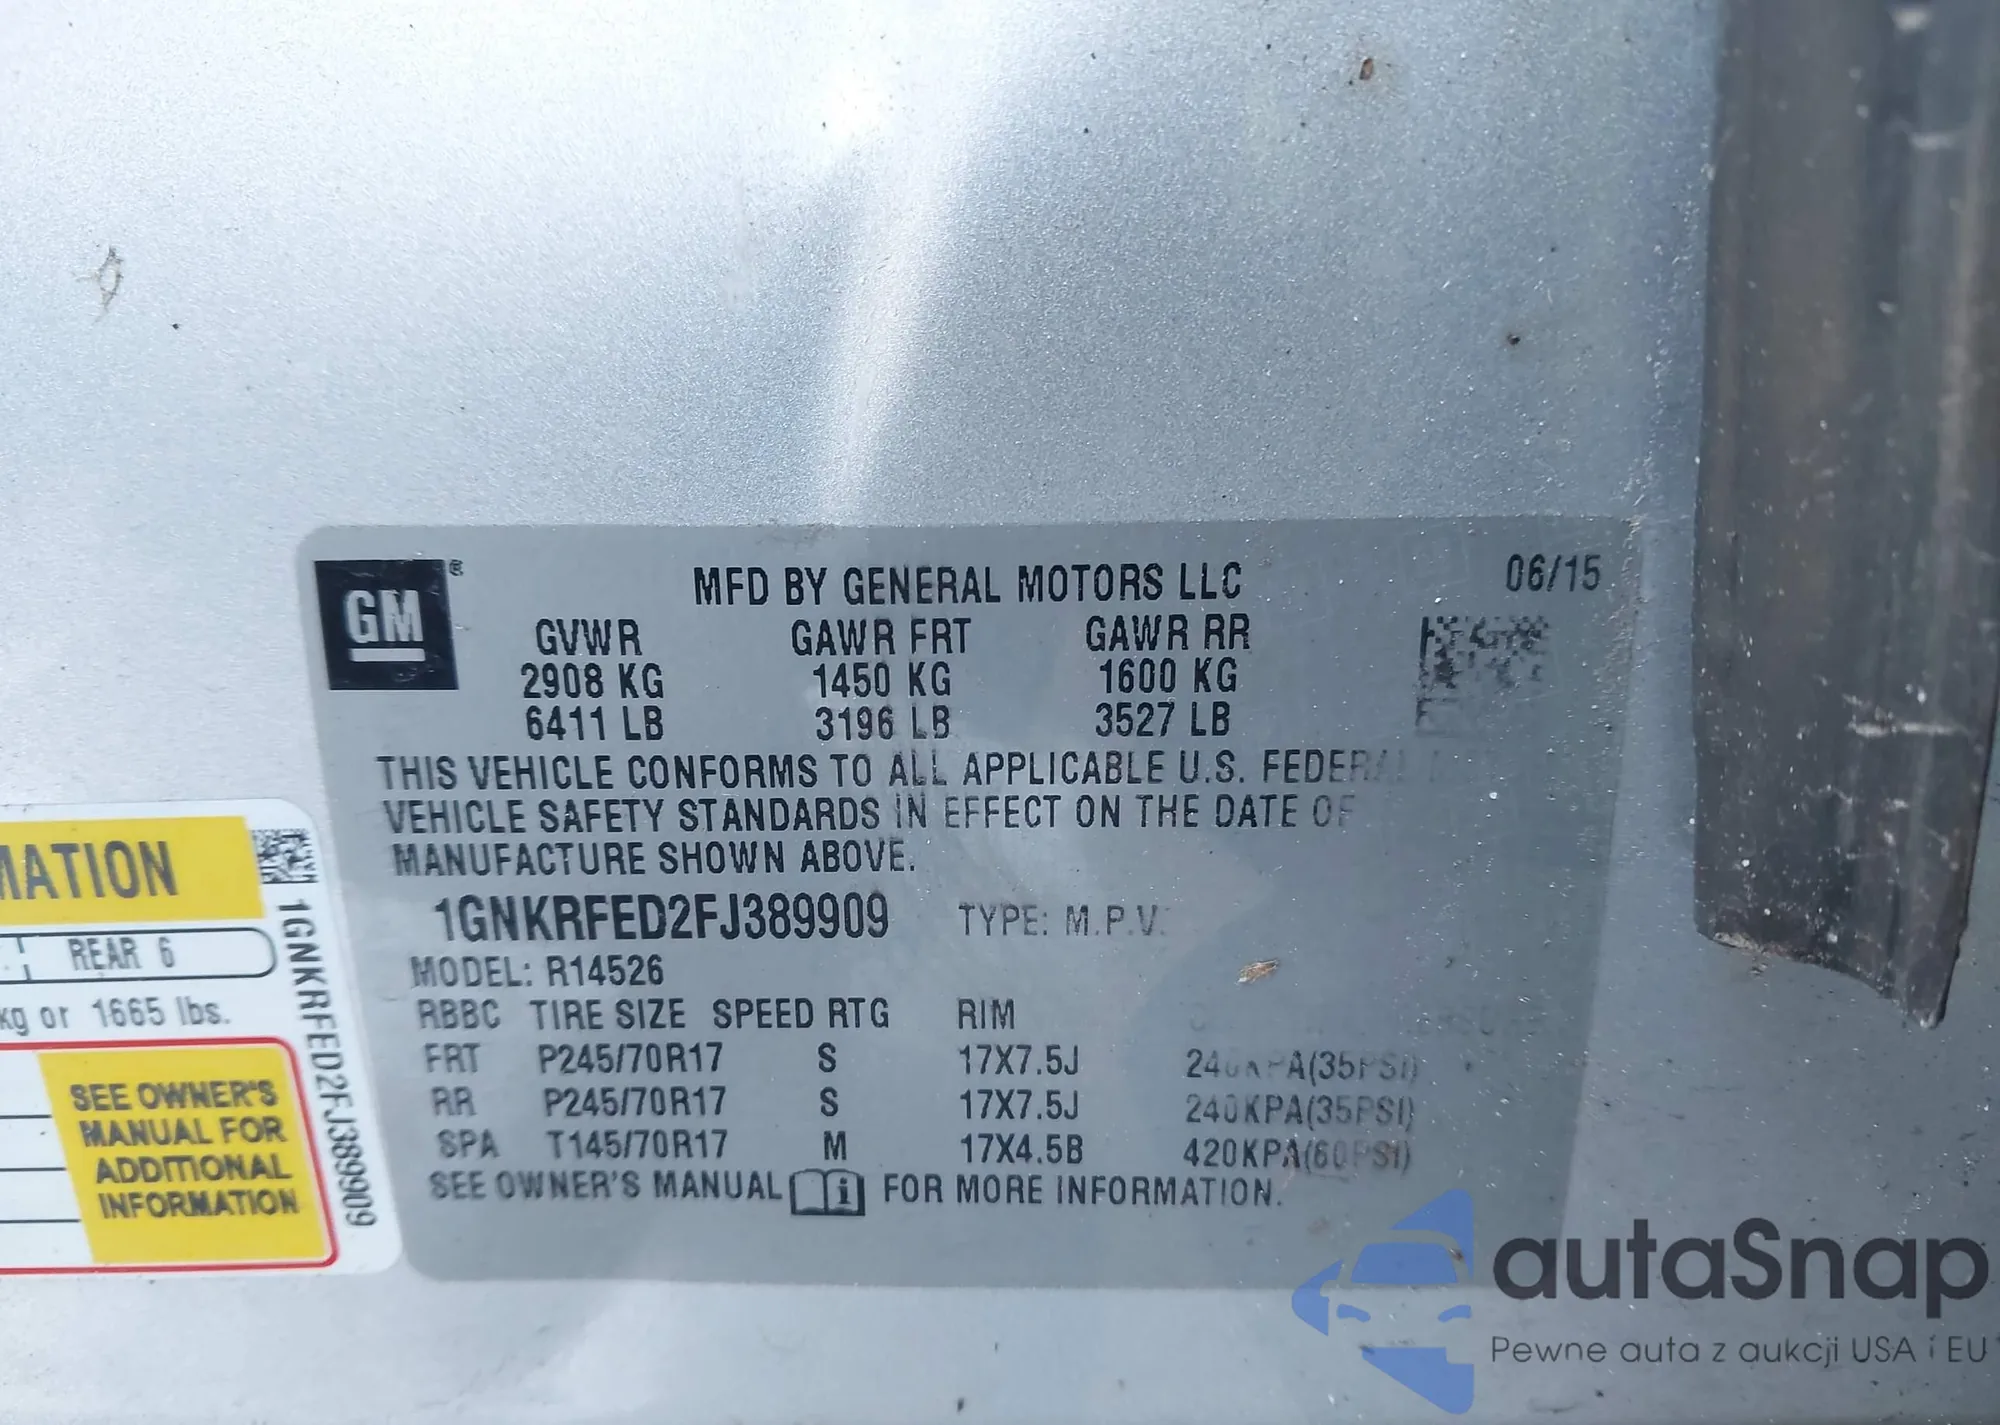 GM ®
MFD BY GENERAL MOTORS LLC
06/15
GVWR GAWR FRT GAWR RR
2908 KG 1450 KG 1600 KG
6411 LB 3196 LB 3527 LB
THIS VEHICLE CONFORMS TO ALL APPLICABLE U.S. FEDERAL
VEHICLE SAFETY STANDARDS IN EFFECT ON THE DATE OF
MANUFACTURE SHOWN ABOVE.
1GNKRFED2FJ389909 TYPE: M.P.V.
MODEL: R14526
RBBC TIRE SIZE SPEED RTG RIM
FRT P245/70R17 S 17X7.5J 240KPA(35PSI)
RR P245/70R17 S 17X7.5J 240KPA(35PSI)
SPA T145/70R17 M 17X4.5B 420KPA(60PSI)
SEE OWNER'S MANUAL i FOR MORE INFORMATION.
MATION
REAR 6
kg or 1665 lbs.
SEE OWNER'S
MANUAL FOR
ADDITIONAL
INFORMATION
1GNKRFED2FJ389909
autaSnap
Pewne auta z aukcji USA i EU